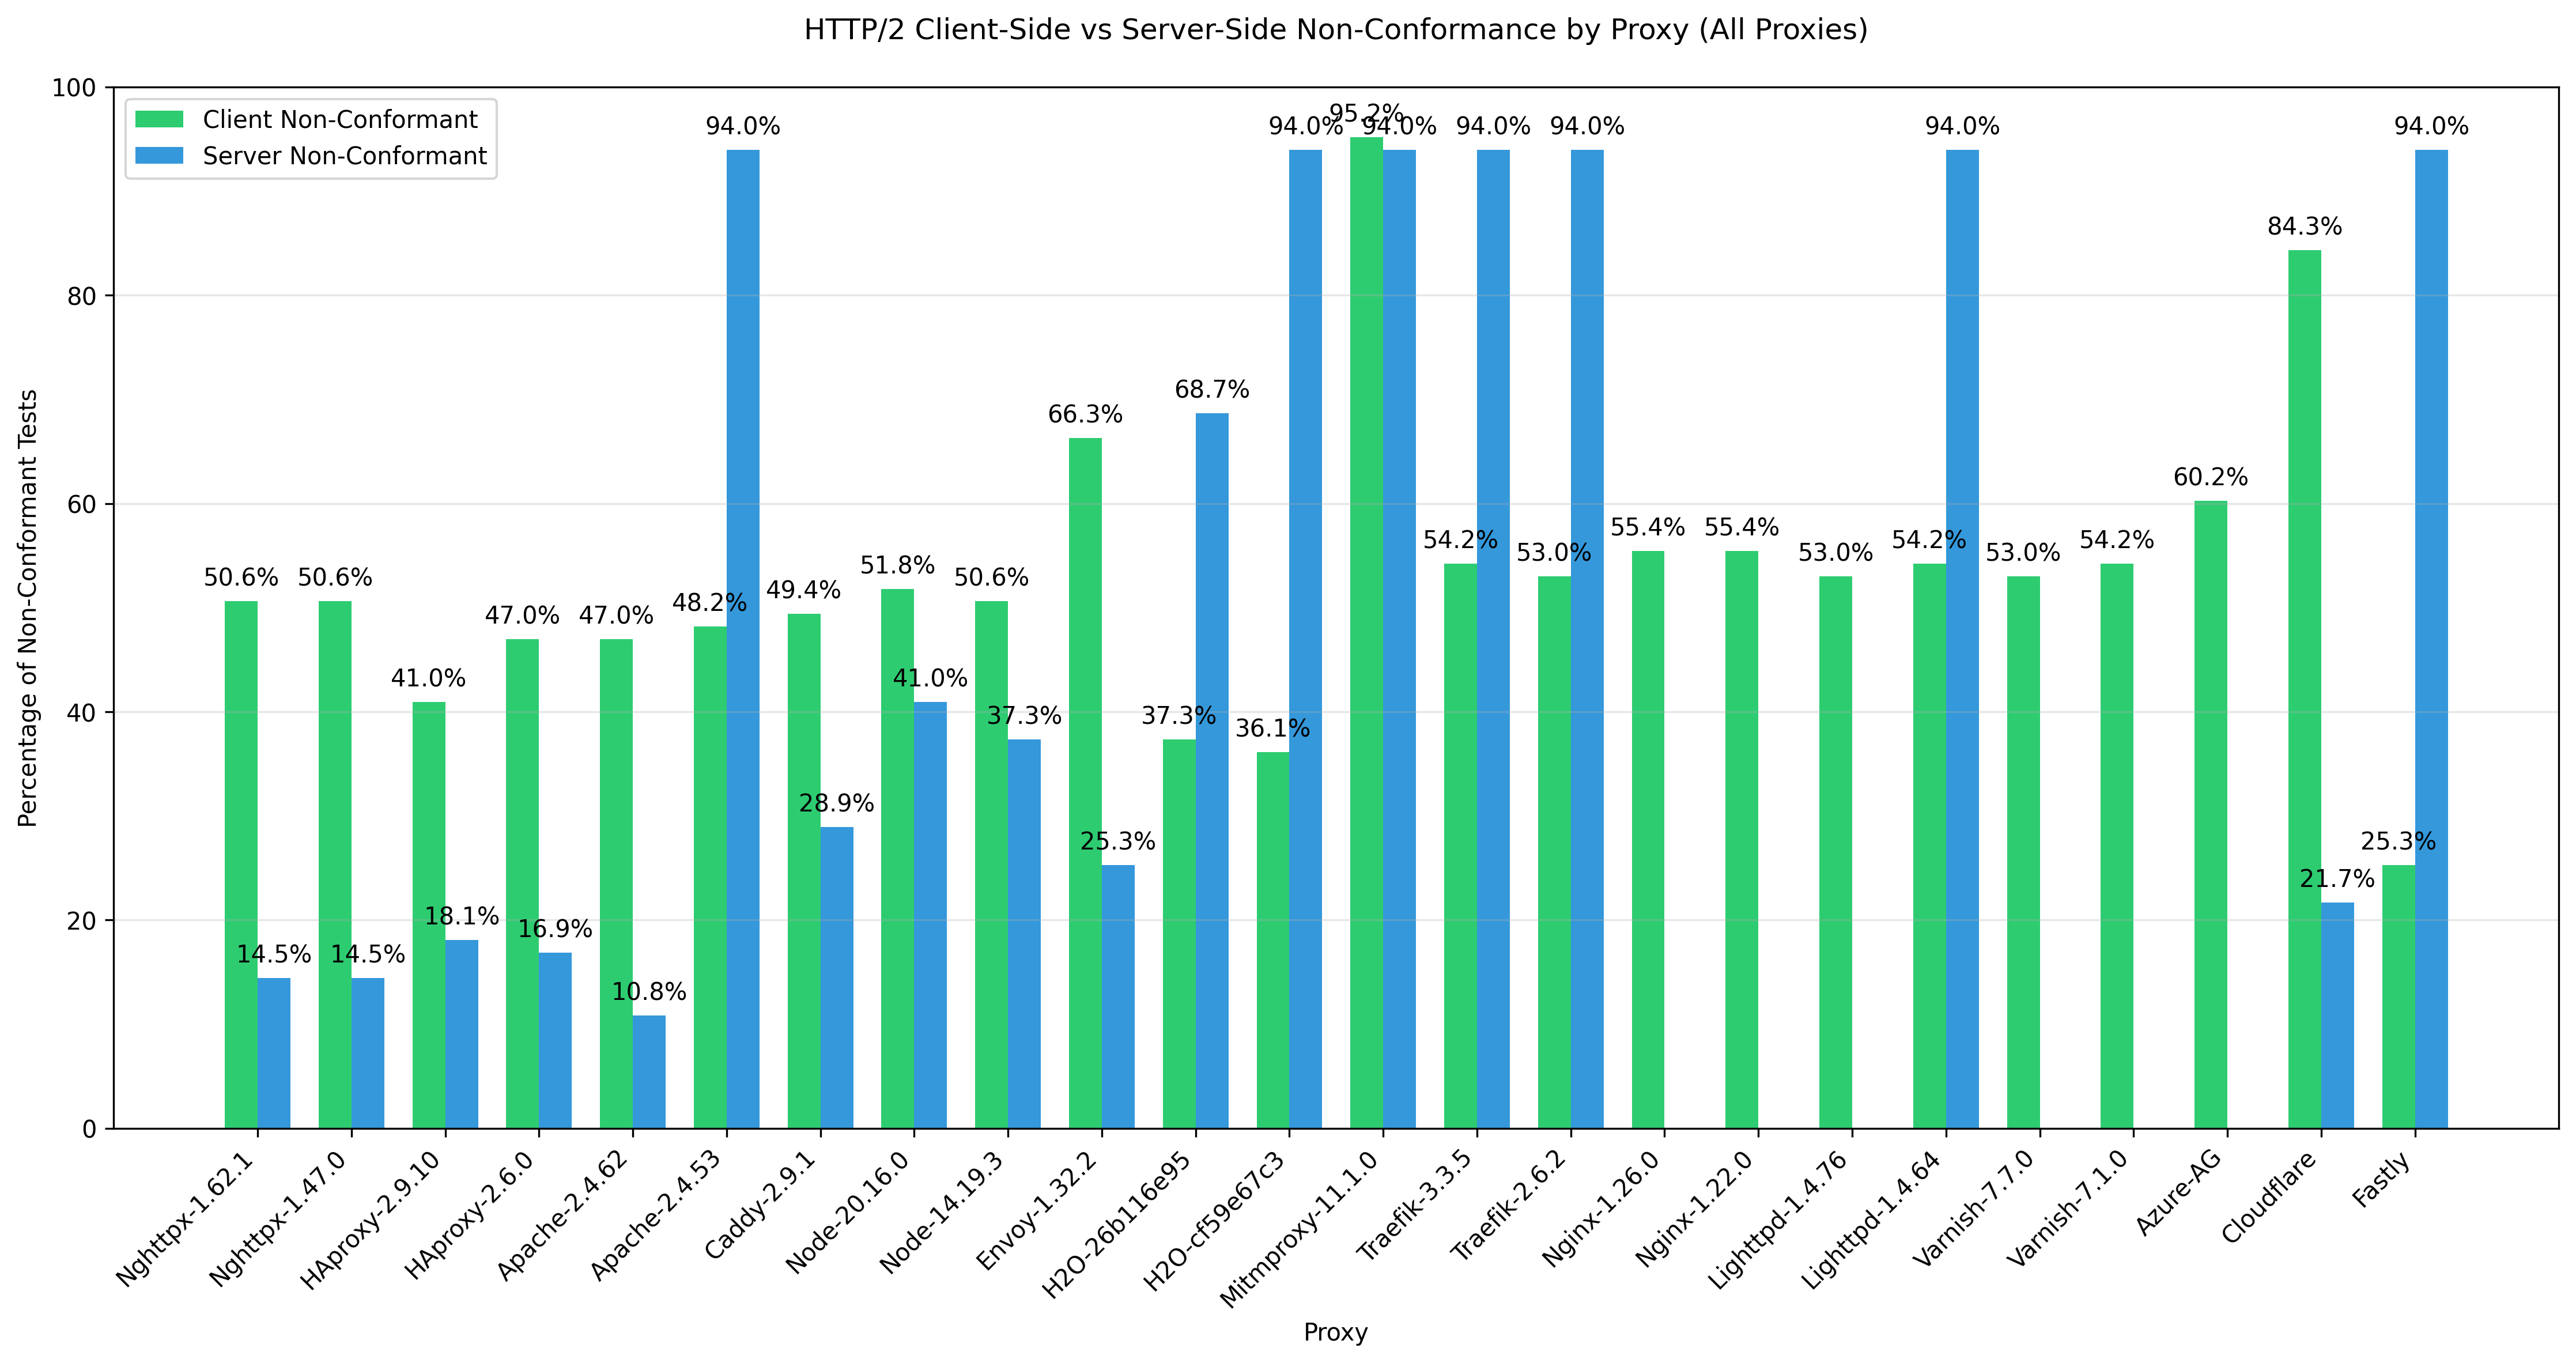 HTTP/2 Client-Side vs Server-Side Non-Conformance by Proxy (All Proxies)
Client Non-Conformant
Server Non-Conformant
Percentage of Non-Conformant Tests
100
80
60
40
20
0
50.6%
14.5%
50.6%
14.5%
41.0%
18.1%
47.0%
16.9%
47.0%
10.8%
48.2%
94.0%
49.4%
28.9%
51.8%
41.0%
50.6%
37.3%
66.3%
25.3%
37.3%
68.7%
36.1%
94.0%
95.2%
94.0%
54.2%
94.0%
53.0%
94.0%
55.4%
55.4%
53.0%
54.2%
94.0%
53.0%
54.2%
60.2%
84.3%
21.7%
25.3%
94.0%
Nghttpx-1.62.1
Nghttpx-1.47.0
HAproxy-2.9.10
HAproxy-2.6.0
Apache-2.4.62
Apache-2.4.53
Caddy-2.9.1
Node-20.16.0
Node-14.19.3
Envoy-1.32.2
H2O-26b116e95
H2O-cf59e67c3
Mitmproxy-11.1.0
Traefik-3.3.5
Traefik-2.6.2
Nginx-1.26.0
Nginx-1.22.0
Lighttpd-1.4.76
Lighttpd-1.4.64
Varnish-7.7.0
Varnish-7.1.0
Azure-AG
Cloudflare
Fastly
Proxy